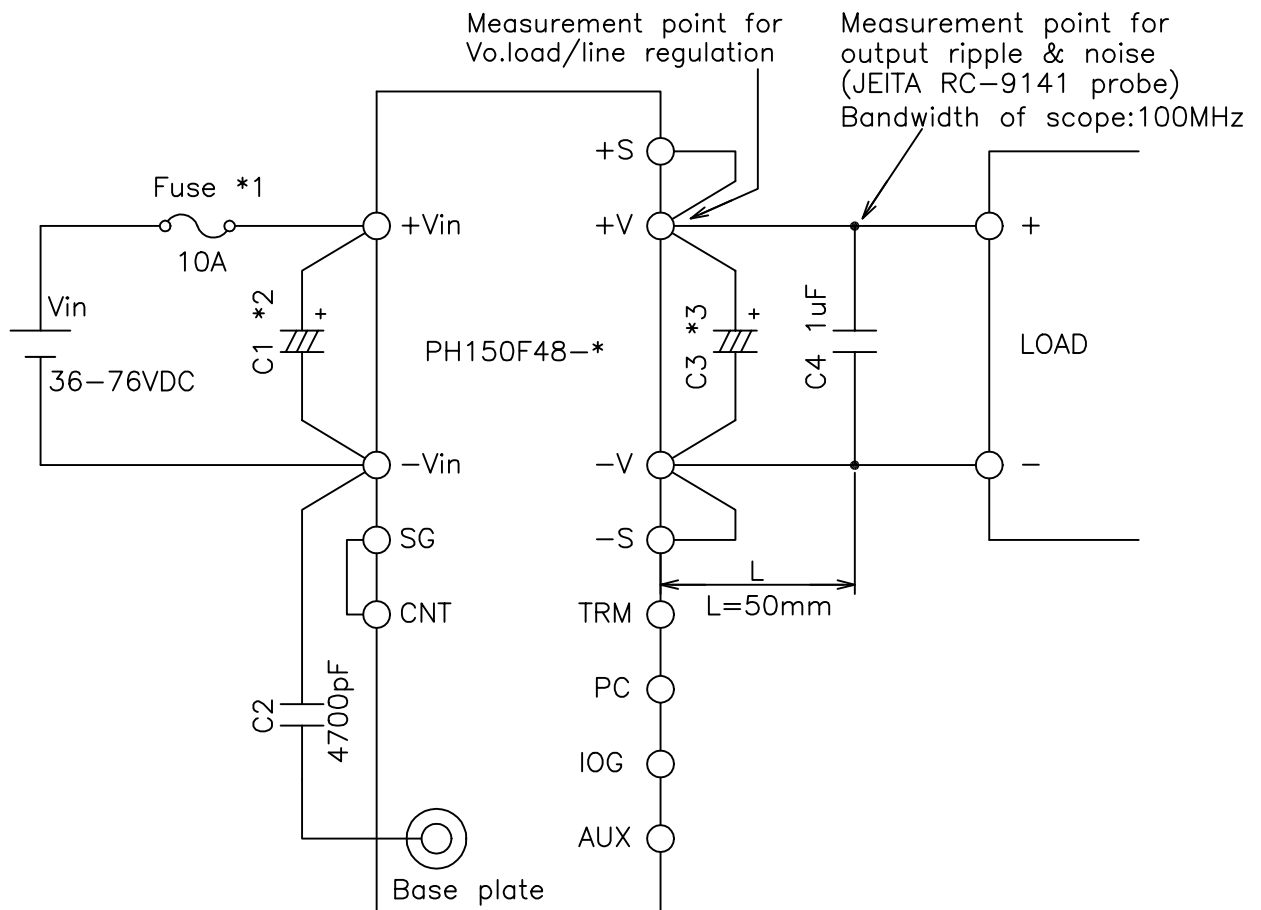 Measurement point for
Vo.load/line regulation
Measurement point for
output ripple & noise
(JEITA RC-9141 probe)
Bandwidth of scope:100MHz
+S
Fuse *1
10A
+Vin
+V
+
Vin
36-76VDC
C1 *2
+
PH150F48-*
C3 *3
+
C4 1uF
LOAD
-Vin
-V
-
SG
-S
L
L=50mm
CNT
TRM
C2
4700pF
PC
IOG
AUX
Base plate